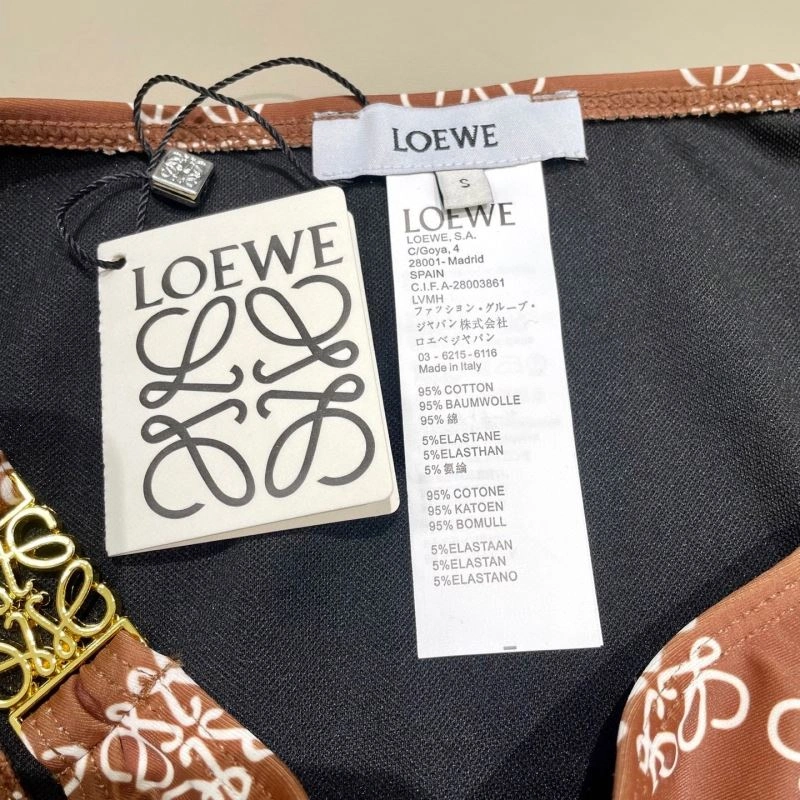 LOEWE
LOEWE
S
LOEWE
LOEWE, S.A.
C/Goya, 4
28001- Madrid
SPAIN
C.I.F. A-28003861
LVMH
ファッション・グループ・
ジャパン株式会社
ロエベジャパン
03 - 6215-6116
Made in Italy
95% COTTON
95% BAUMWOLLE
95% 綿
5%ELASTANE
5%ELASTHAN
5%氨綸
95% COTONE
95% KATOEN
95% BOMULL
5%ELASTAAN
5%ELASTAN
5%ELASTANO